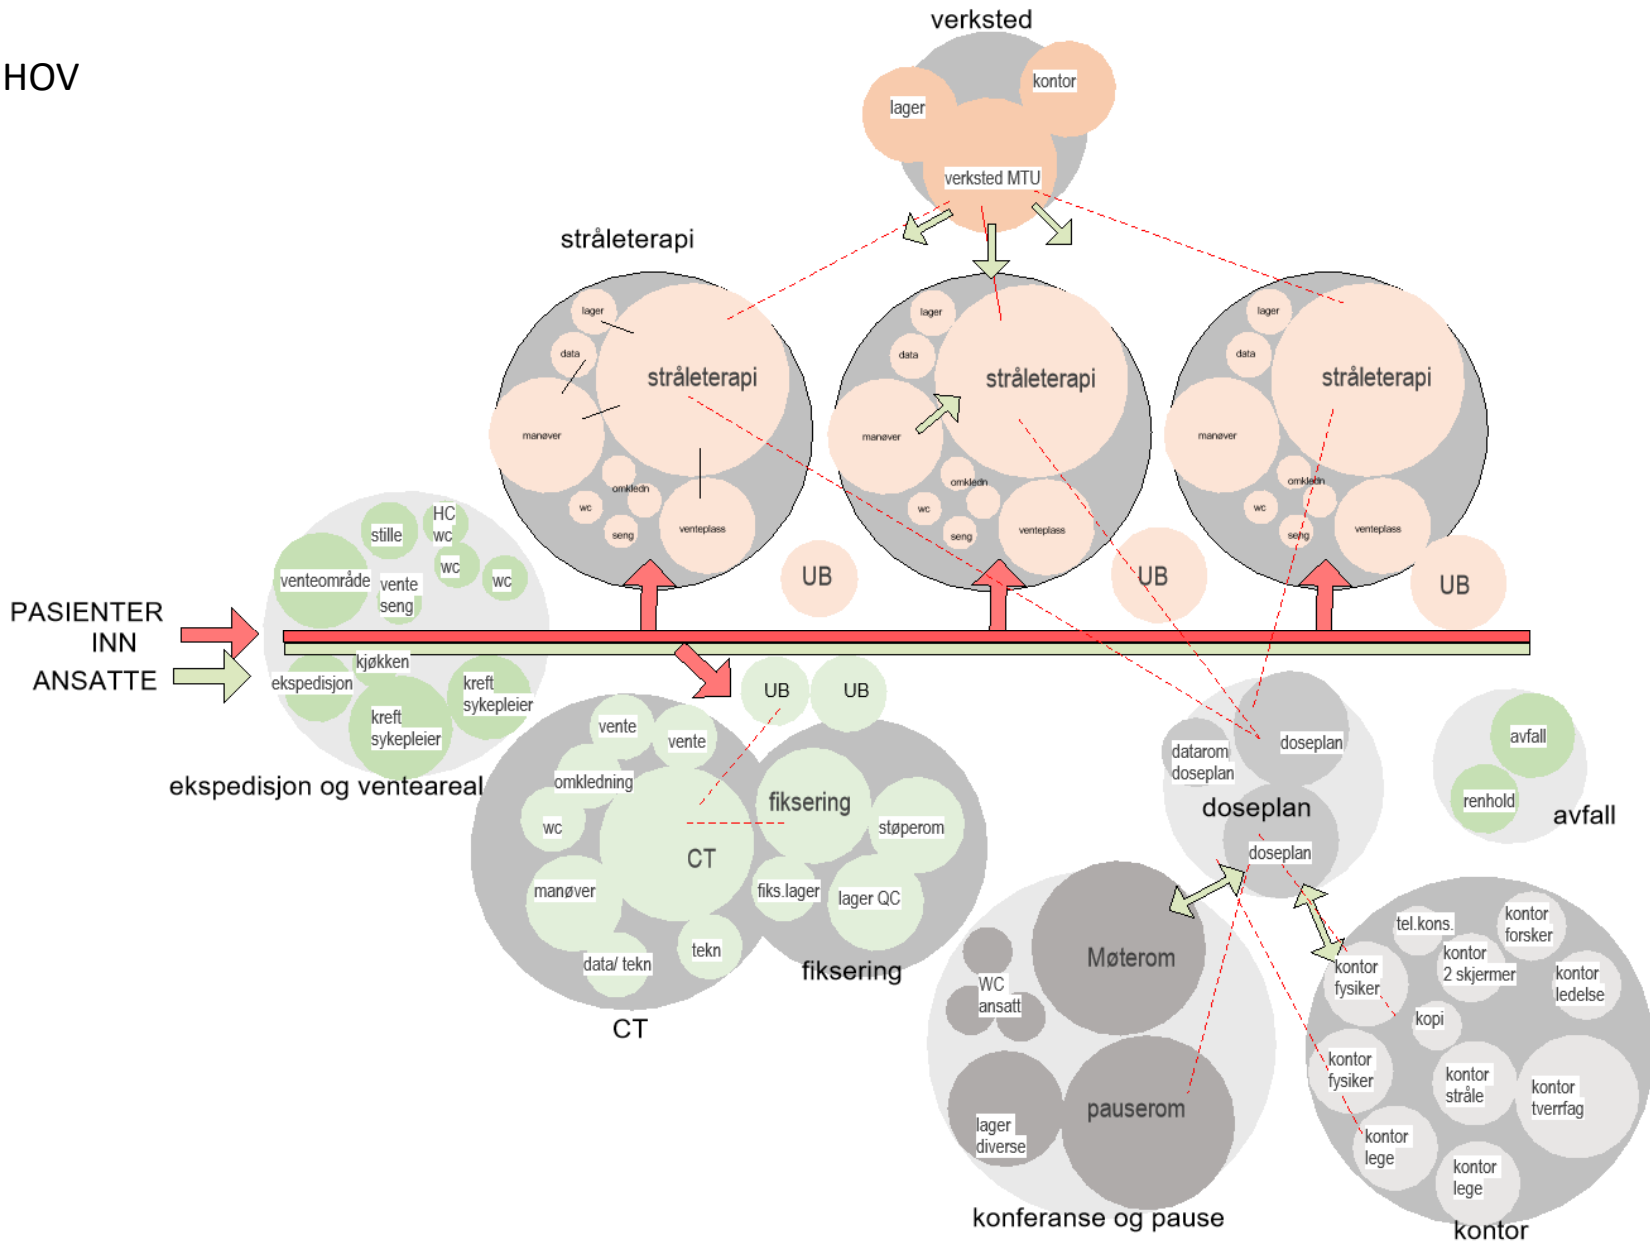 HOV
verksted
lager
kontor
verksted MTU
stråleterapi
lager
data
stråleterapi
manøver
omkledn
wc
seng
venteplass
lager
data
stråleterapi
manøver
omkledn
wc
seng
venteplass
lager
data
stråleterapi
manøver
omkledn
wc
seng
venteplass
UB
UB
UB
stille
HC
wc
wc
wc
venteområde
vente
seng
PASIENTER
INN
ANSATTE
kjøkken
ekspedisjon
kreft
sykepleier
kreft
sykepleier
ekspedisjon og venteareal
UB
UB
vente
vente
omkledning
wc
CT
manøver
data/ tekn
tekn
CT
fiksering
støperom
fiks.lager
lager QC
fiksering
datarom
doseplan
doseplan
doseplan
doseplan
avfall
renhold
avfall
Møterom
WC
ansatt
pauserom
lager
diverse
konferanse og pause
tel.kons.
kontor
forsker
kontor
2 skjermer
kontor
fysiker
kontor
ledelse
kopi
kontor
fysiker
kontor
stråle
kontor
tverrfag
kontor
lege
kontor
lege
kontor